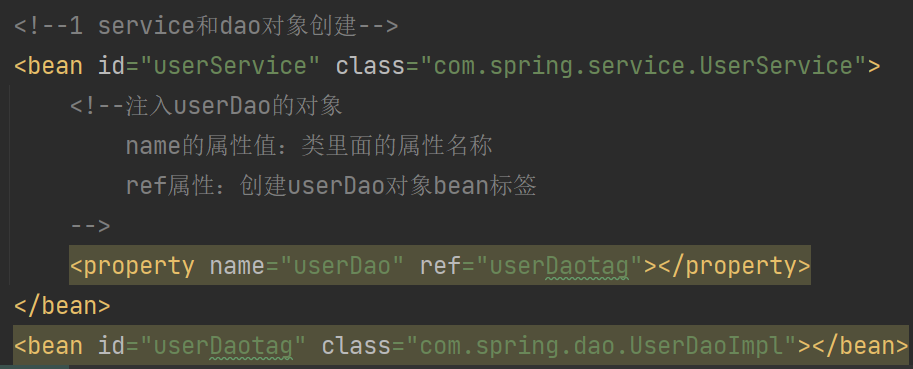 <!--1 service和dao对象创建-->
<bean id="userService" class="com.spring.service.UserService">
<!--注入userDao的对象
name的属性值：类里面的属性名称
ref属性：创建userDao对象bean标签
-->
<property name="userDao" ref="userDaotag"></property>
</bean>
<bean id="userDaotag" class="com.spring.dao.UserDaoImpl"></bean>